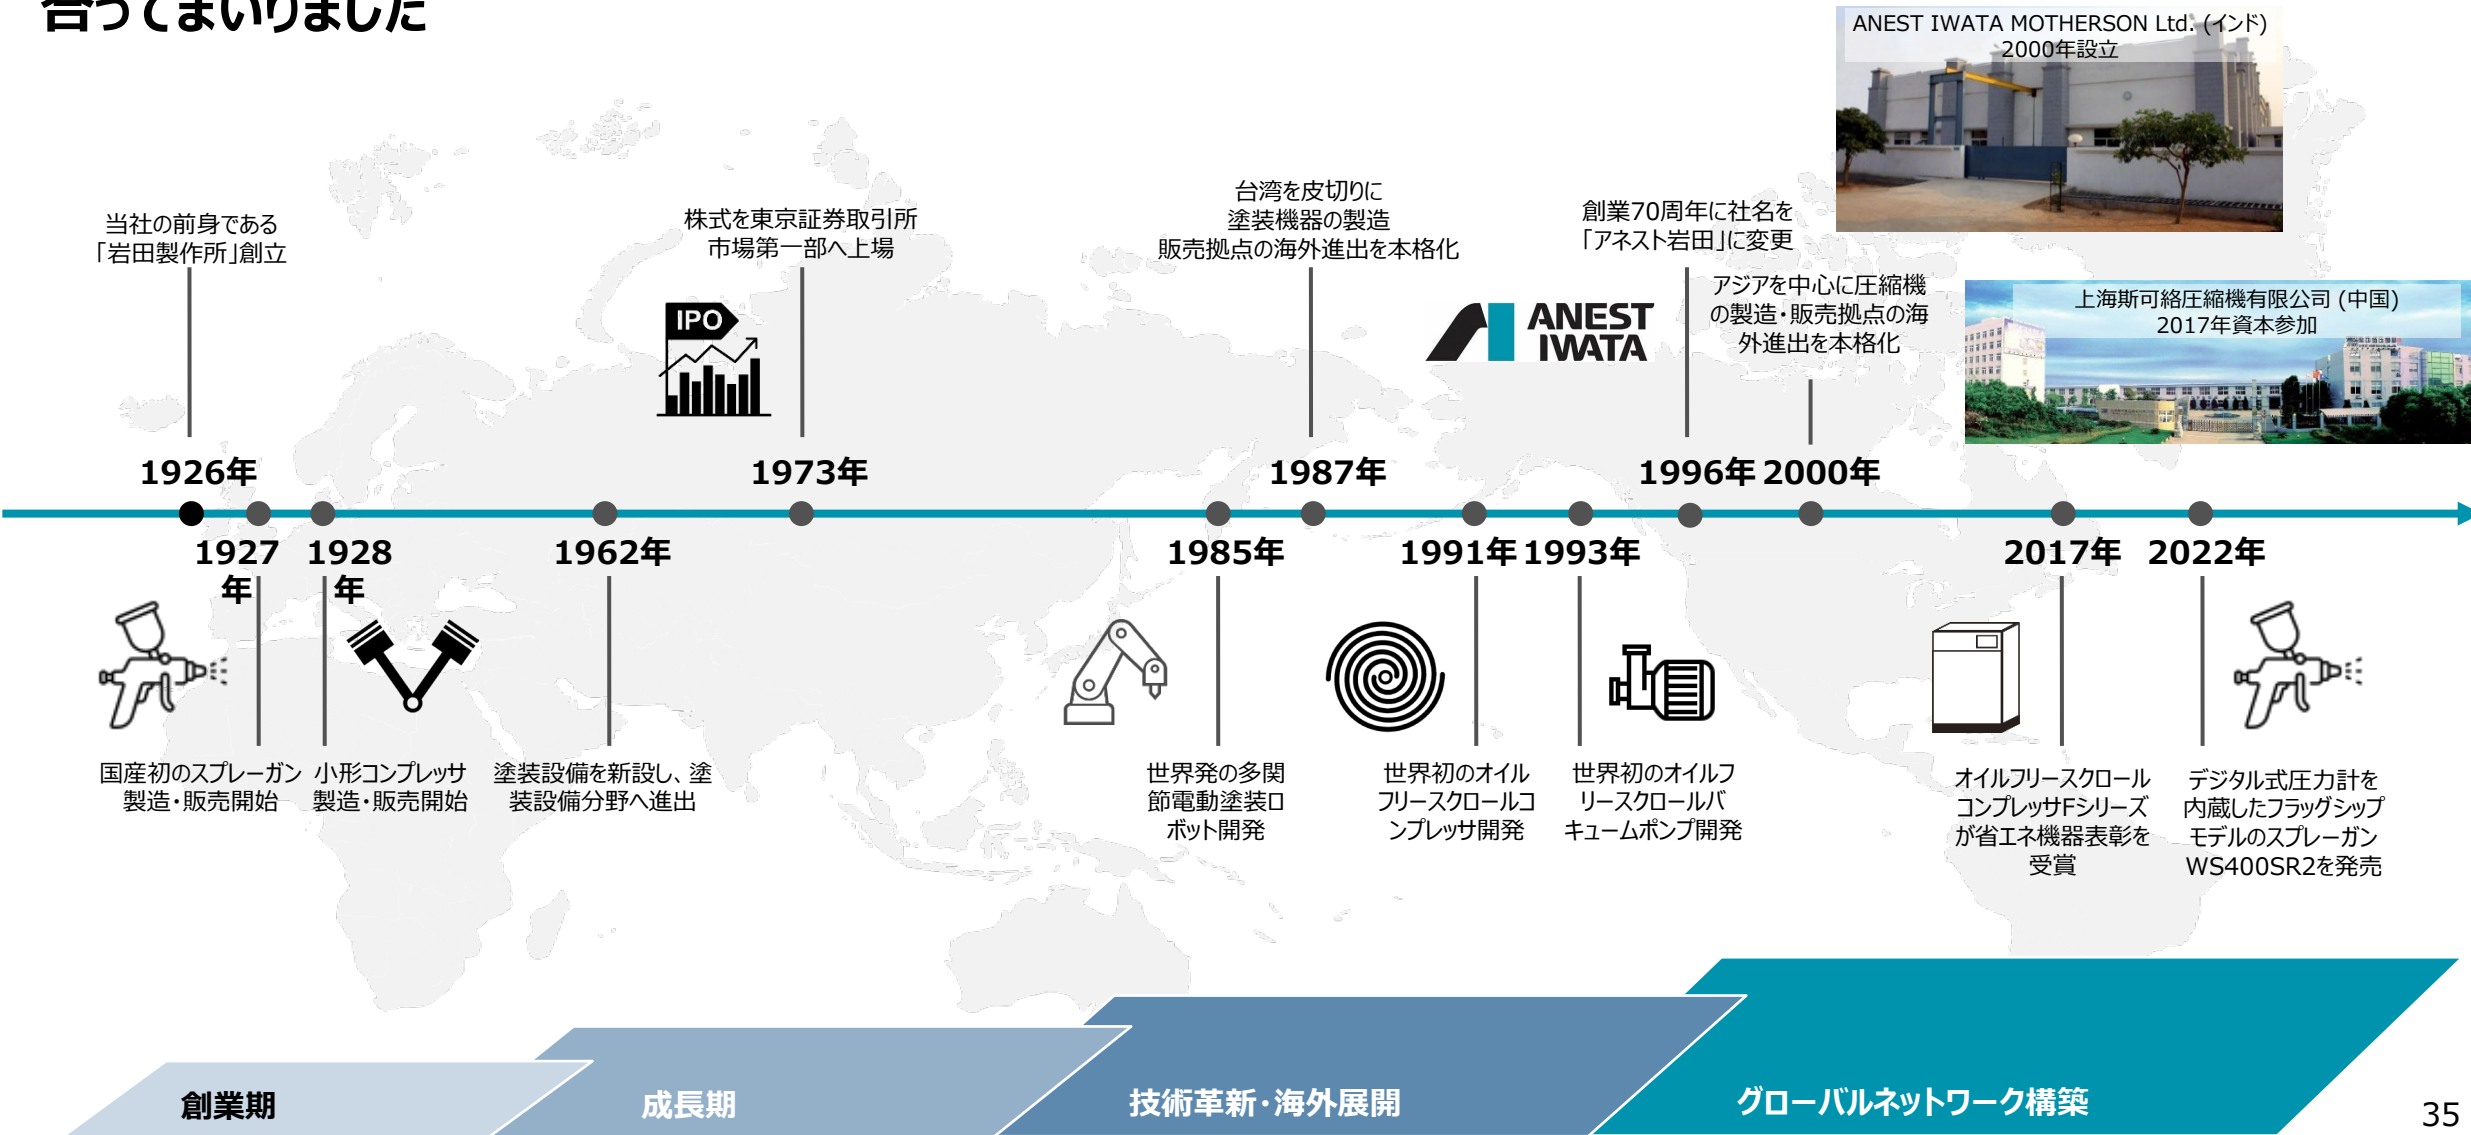 合ってまいりました
ANEST IWATA MOTHERSON Ltd. (インド)
2000年設立
当社の前身である
「岩田製作所」創立
株式を東京証券取引所
市場第一部へ上場
台湾を皮切りに
塗装機器の製造
販売拠点の海外進出を本格化
創業70周年に社名を
「アネスト岩田」に変更
アジアを中心に圧縮機
の製造・販売拠点の海
外進出を本格化
上海斯可絡圧縮機有限公司 (中国)
2017年資本参加
IPO
ANEST
IWATA
1926年
1973年
1987年
1996年
2000年
1927
年
1928
年
1962年
1985年
1991年
1993年
2017年
2022年
国産初のスプレーガン
製造・販売開始
小形コンプレッサ
製造・販売開始
塗装設備を新設し、塗
装設備分野へ進出
世界発の多関
節電動塗装ロ
ボット開発
世界初のオイル
フリースクロールコ
ンプレッサ開発
世界初のオイルフ
リースクロールバ
キュームポンプ開発
オイルフリースクロール
コンプレッサFシリーズ
が省エネ機器表彰を
受賞
デジタル式圧力計を
内蔵したフラッグシップ
モデルのスプレーガン
WS400SR2を発売
創業期
成長期
技術革新・海外展開
グローバルネットワーク構築
35